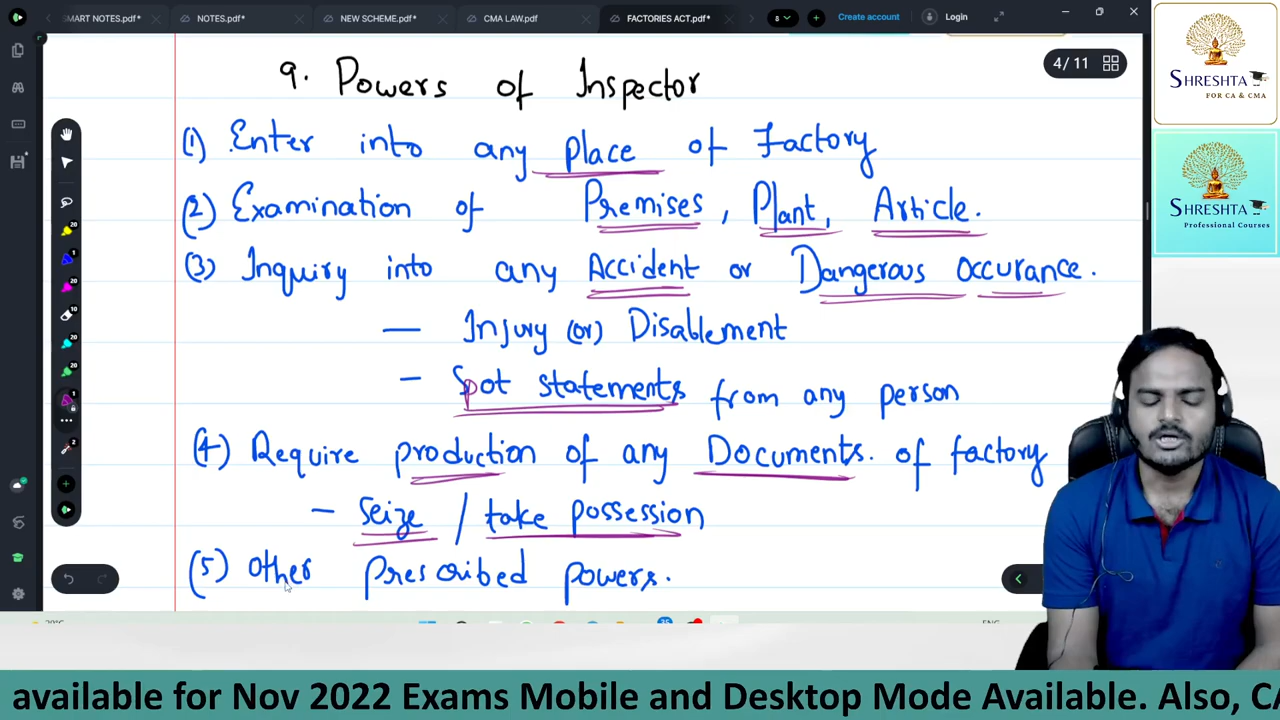 SMART NOTES.pdf*
NOTES.pdf*
NEW SCHEME.pdf*
CMA LAW.pdf
FACTORIES ACT.pdf*
8
Create account
Login
4/11
9. Powers of Inspector
(1) Enter into any place of Factory
(2) Examination of Premises, Plant, Article.
(3) Inquiry into any Accident or Dangerous occurance.
— Injury (or) Disablement
- Spot statements from any person
(4) Require production of any Documents. of factory
- Seize / take possession
(5) Other prescribed powers.
SHRESHTA
FOR CA & CMA
SHRESHTA
Professional Courses
available for Nov 2022 Exams Mobile and Desktop Mode Available. Also, CA